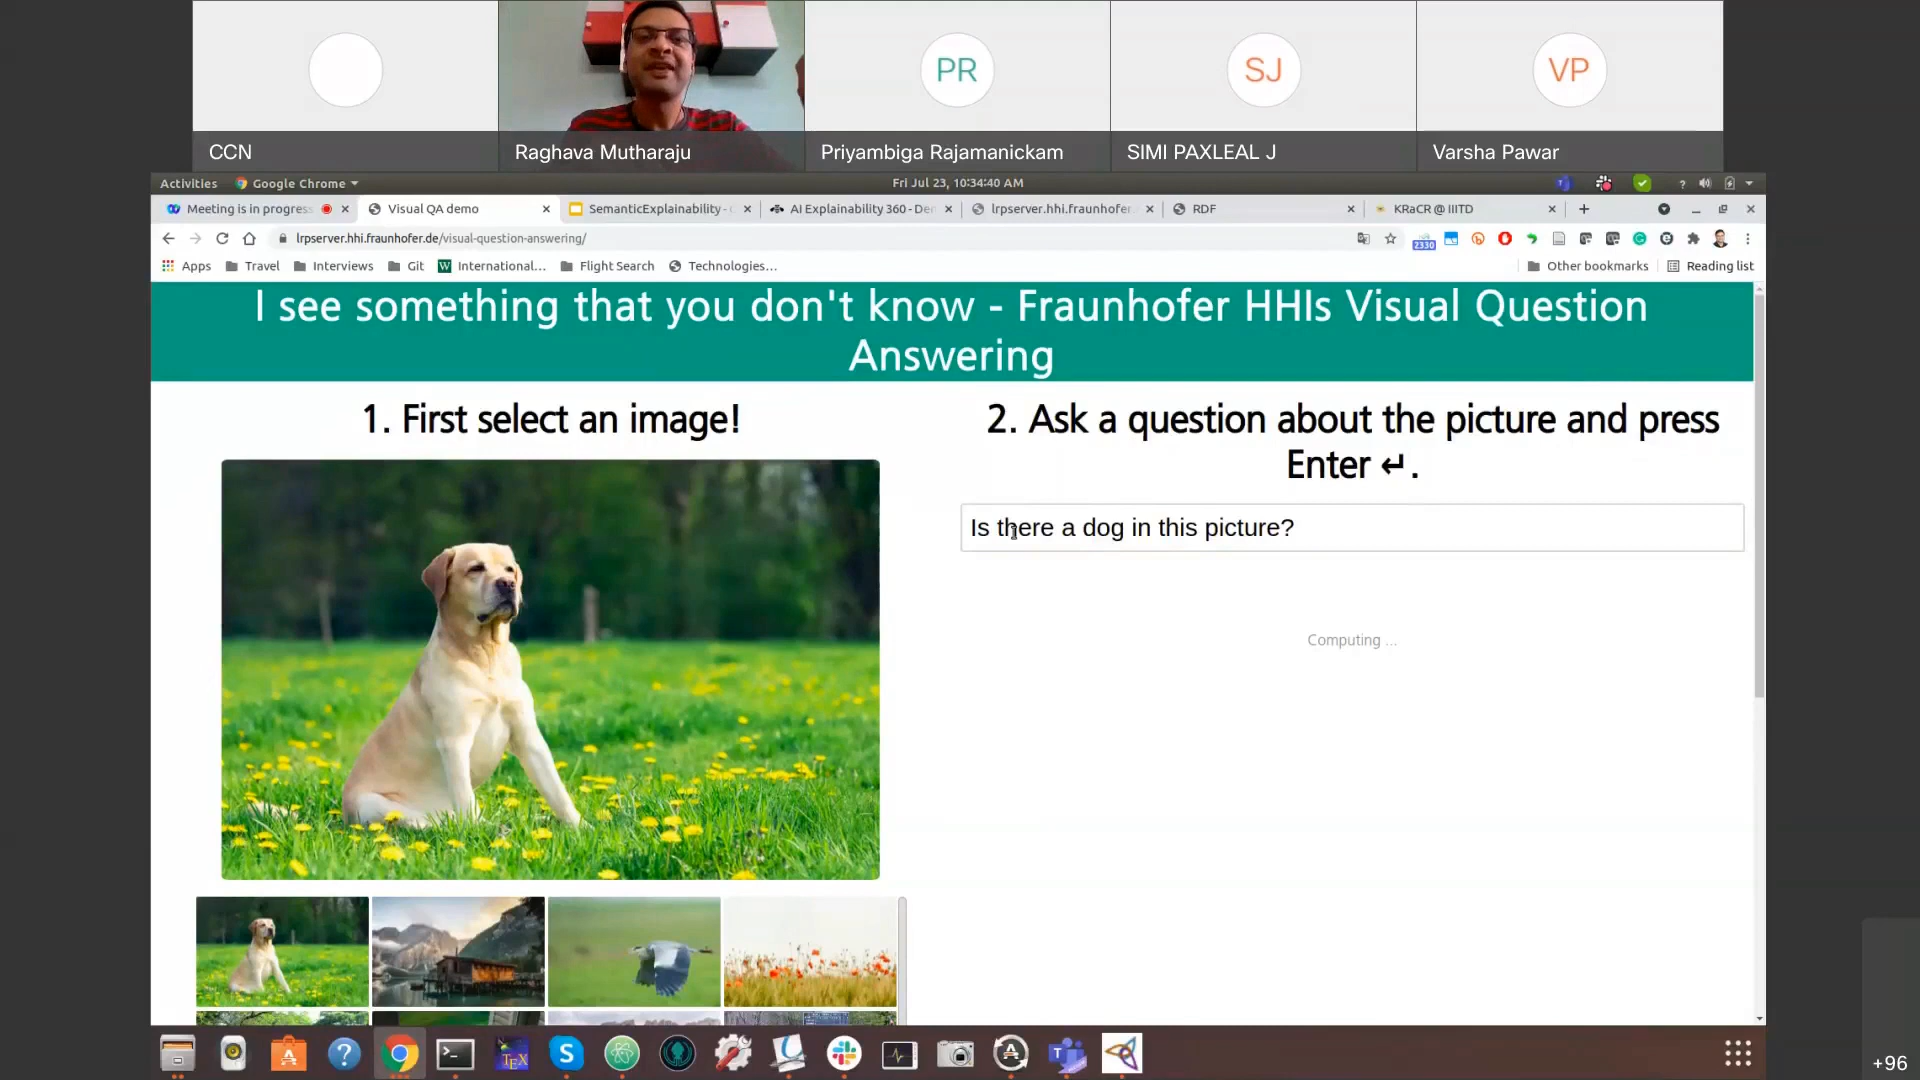 PR
SJ
VP
CCN
Raghava Mutharaju
Priyambiga Rajamanickam
SIMI PAXLEAL J
Varsha Pawar
Activities
Google Chrome
Fri Jul 23, 10:34:40 AM
Meeting is in progress
Visual QA demo
SemanticExplainability -
AI Explainability 360 - Der
lrpserver.hhi.fraunhofer.
RDF
KRaCR @ IIITD
lrpserver.hhi.fraunhofer.de/visual-question-answering/
2330
Apps
Travel
Interviews
Git
International...
Flight Search
Technologies...
Other bookmarks
Reading list
I see something that you don't know - Fraunhofer HHIs Visual Question
Answering
1. First select an image!
2. Ask a question about the picture and press
Enter ↵.
Is there a dog in this picture?
Computing ...
+96